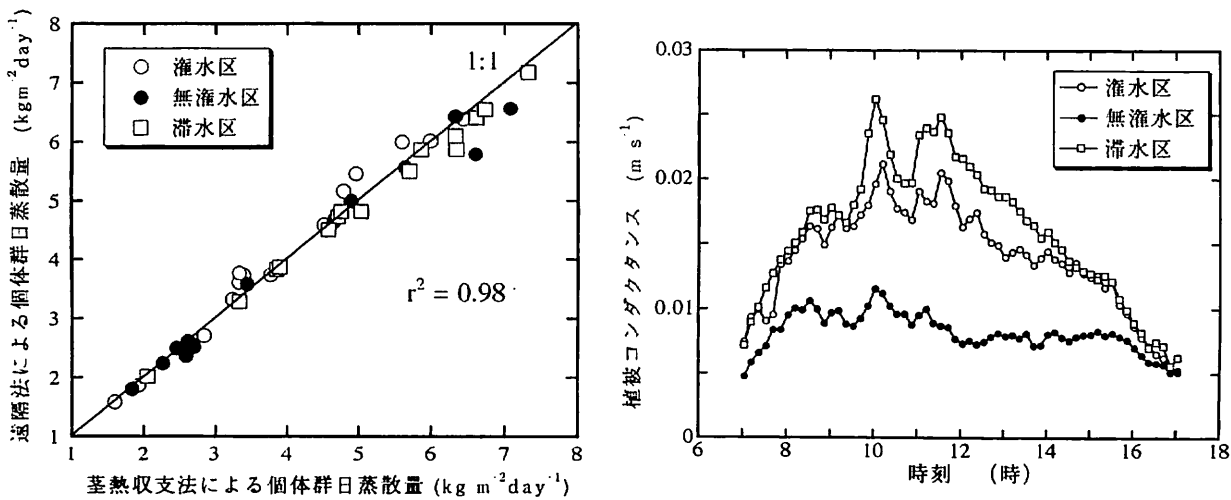 遠隔法による個体群日蒸散量 (kgm⁻²day⁻¹)
8
7
6
5
4
3
2
1
○ 灌水区
● 無灌水区
□ 滞水区
1:1
r² = 0.98
1 2 3 4 5 6 7 8
茎熱収支法による個体群日蒸散量 (kg m⁻²day⁻¹)
植被コンダクタンス (m s⁻¹)
0.03
0.02
0.01
0
灌水区
無灌水区
滞水区
6 8 10 12 14 16 18
時刻 (時)